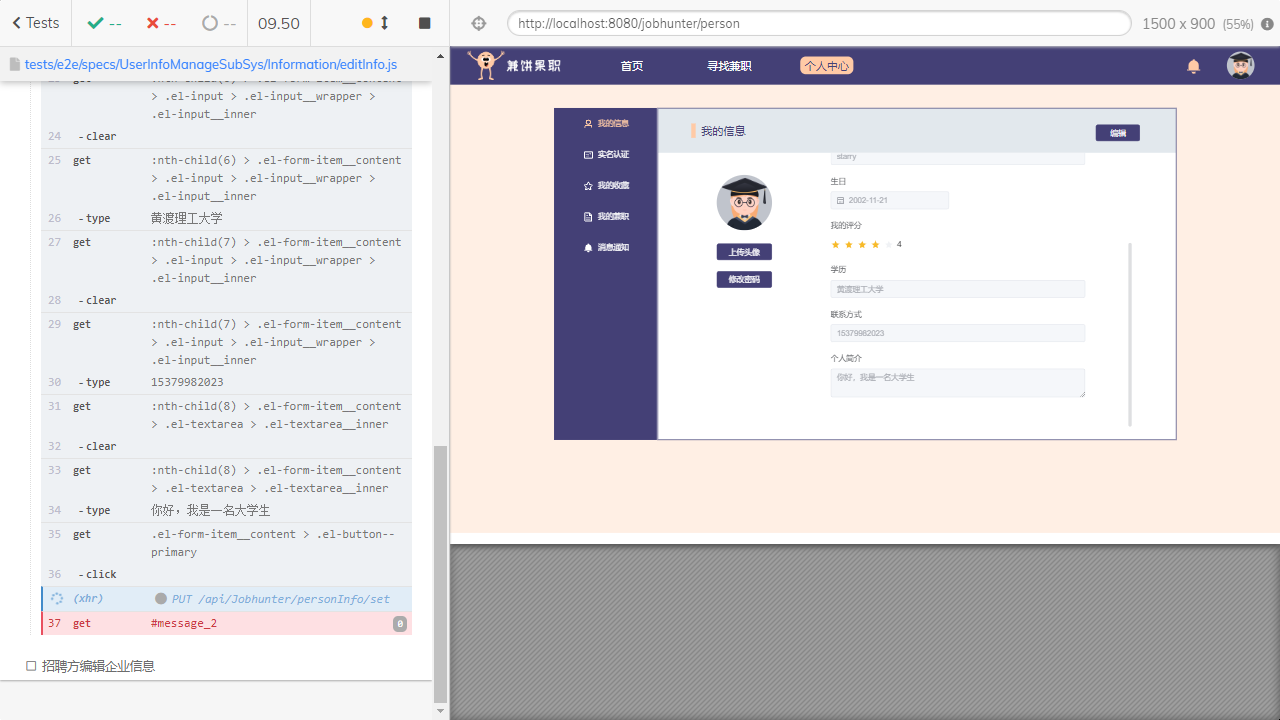 Tests
--
--
--
09.50
http://localhost:8080/jobhunter/person
1500 x 900 (55%)
tests/e2e/specs/UserInfoManageSubSys/Information/editInfo.js
> .el-input > .el-input__wrapper >
.el-input__inner
24 -clear
25 get :nth-child(6) > .el-form-item__content
> .el-input > .el-input__wrapper >
.el-input__inner
26 -type 黄渡理工大学
27 get :nth-child(7) > .el-form-item__content
> .el-input > .el-input__wrapper >
.el-input__inner
28 -clear
29 get :nth-child(7) > .el-form-item__content
> .el-input > .el-input__wrapper >
.el-input__inner
30 -type 15379982023
31 get :nth-child(8) > .el-form-item__content
> .el-textarea > .el-textarea__inner
32 -clear
33 get :nth-child(8) > .el-form-item__content
> .el-textarea > .el-textarea__inner
34 -type 你好，我是一名大学生
35 get .el-form-item__content > .el-button--
primary
36 -click
(xhr) PUT /api/Jobhunter/personInfo/set
37 get #message_2 0
招聘方编辑企业信息
兼饼果职
首页
寻找兼职
个人中心
我的信息
实名认证
我的收藏
我的兼职
消息通知
我的信息
编辑
上传头像
修改密码
starry
生日
2002-11-21
我的评分
4
学历
黄渡理工大学
联系方式
15379982023
个人简介
你好，我是一名大学生